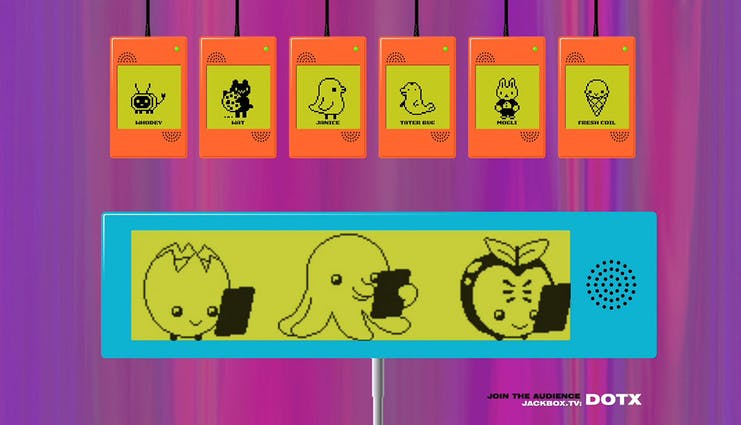 WHODEY
WAT
JANICE
TATER BUG
MOGLI
FRESH COIL
JOIN THE AUDIENCE
JACKBOX.TV: DOTX